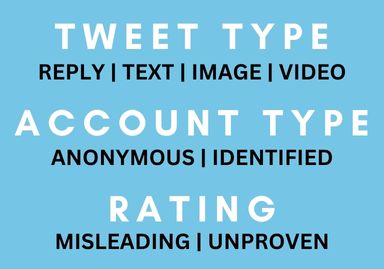 TWEET TYPE
REPLY | TEXT | IMAGE | VIDEO
ACCOUNT TYPE
ANONYMOUS | IDENTIFIED
RATING
MISLEADING | UNPROVEN